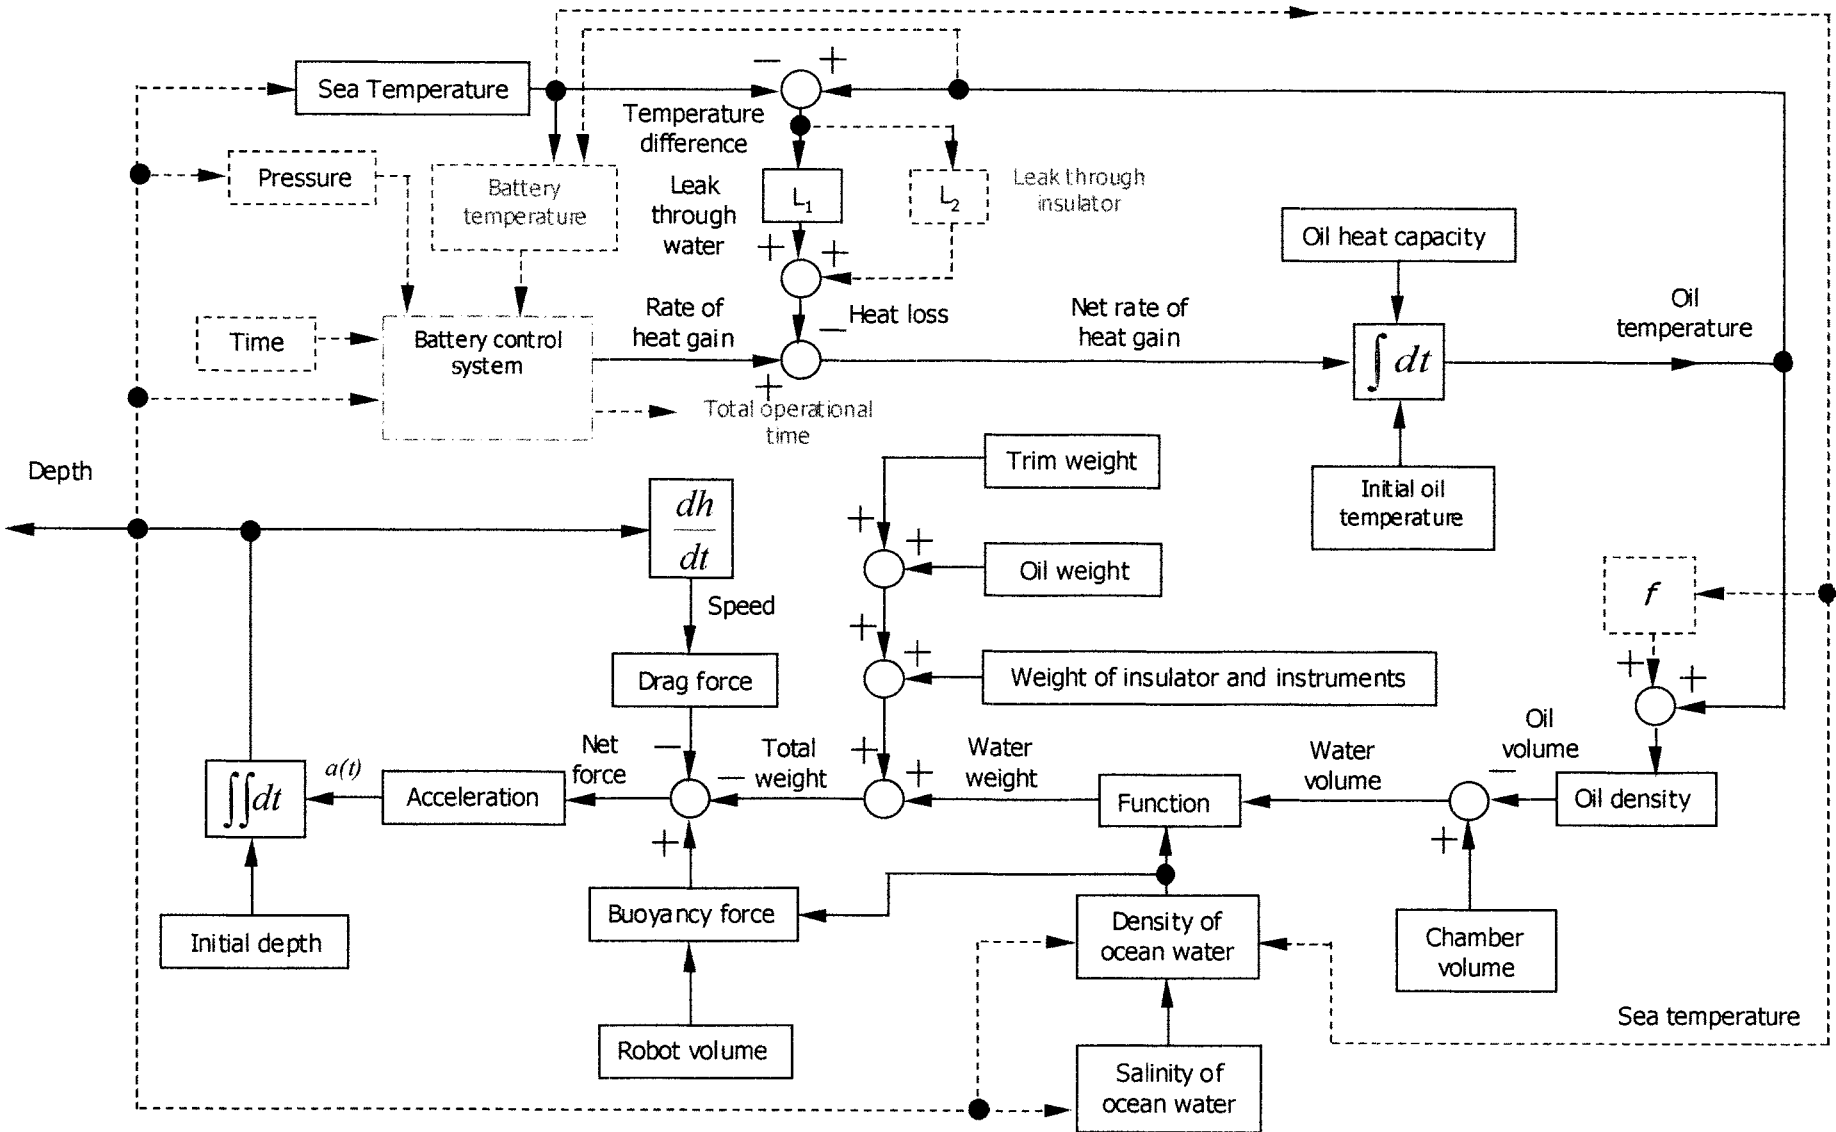 Sea Temperature
−
+
Temperature
difference
Pressure
Battery
temperature
Leak
through
water
L₁
L₂
Leak through
insulator
+
+
Oil heat capacity
Time
Battery control
system
Rate of
heat gain
−
Heat loss
Net rate of
heat gain
∫ dt
Oil
temperature
+
Total operational
time
Depth
dh
dt
Trim weight
Initial oil
temperature
+
+
Oil weight
Speed
f
+
+
Weight of insulator and instruments
+
+
Drag force
−
Net
force
a(t)
∬dt
Acceleration
−
Total
weight
+
+
Water
weight
Function
Water
volume
−
Oil
volume
Oil density
+
+
Buoyancy force
Initial depth
Density of
ocean water
Chamber
volume
Robot volume
Sea temperature
Salinity of
ocean water